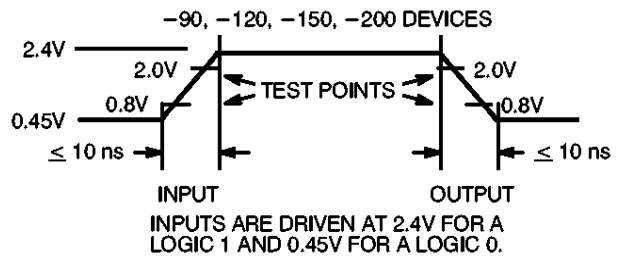 −90, −120, −150, −200 DEVICES
2.4V
2.0V
TEST POINTS
2.0V
0.8V
0.8V
0.45V
≤ 10 ns
≤ 10 ns
INPUT
OUTPUT
INPUTS ARE DRIVEN AT 2.4V FOR A
LOGIC 1 AND 0.45V FOR A LOGIC 0.